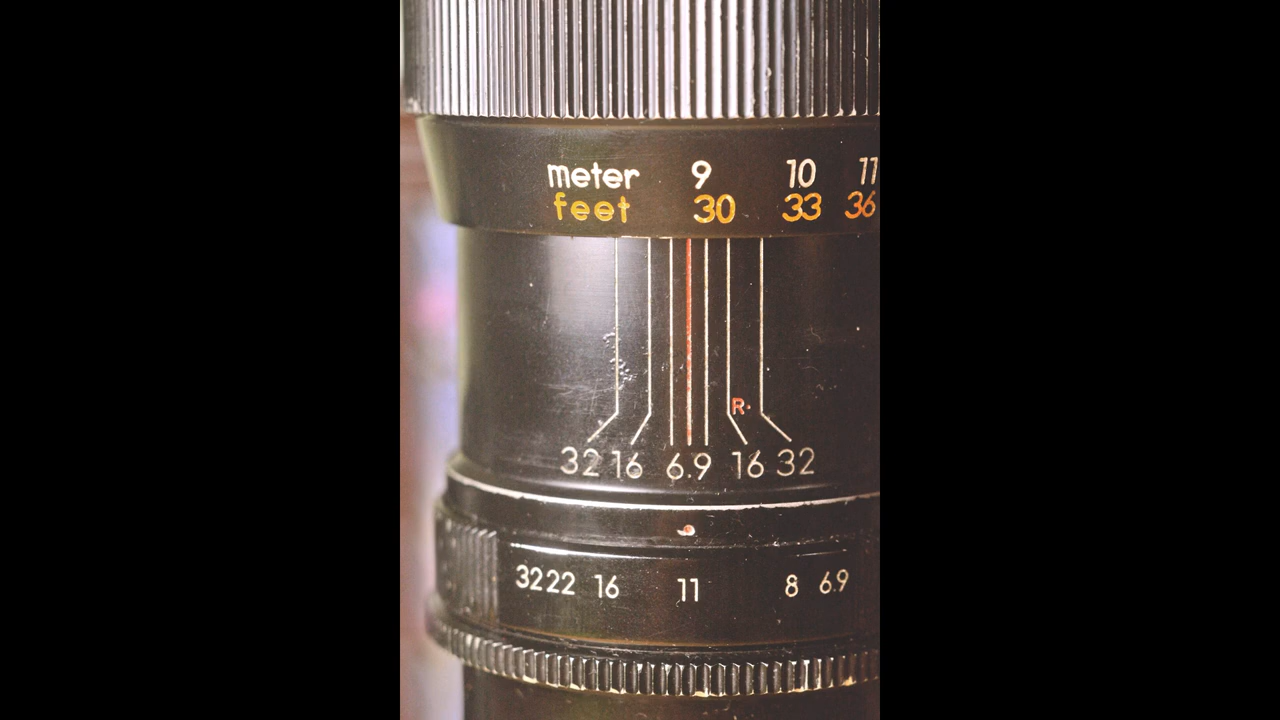 meter 9 10 11
feet 30 33 36
R·
32 16 6.9 16 32
32 22 16 11 8 6.9